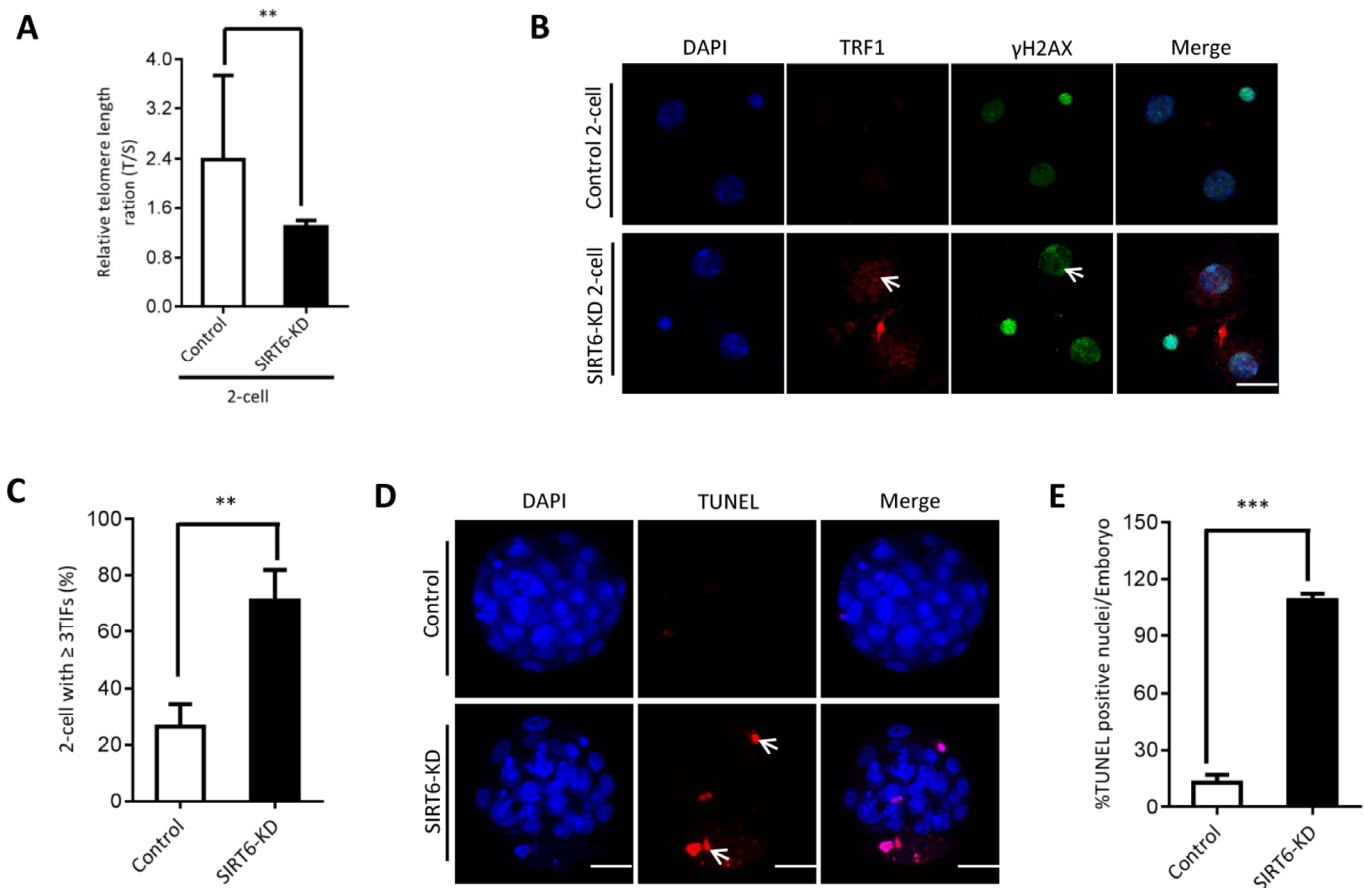 A
**
4.0
3.2
2.4
1.6
0.8
0.0
Relative telomere length
ration (T/S)
Control
SIRT6-KD
2-cell
B
DAPI
TRF1
γH2AX
Merge
Control 2-cell
SIRT6-KD 2-cell
C
**
100
80
60
40
20
0
2-cell with ≥ 3TIFs (%)
Control
SIRT6-KD
D
DAPI
TUNEL
Merge
Control
SIRT6-KD
E
***
150
120
90
60
30
0
%TUNEL positive nuclei/Emboryo
Control
SIRT6-KD